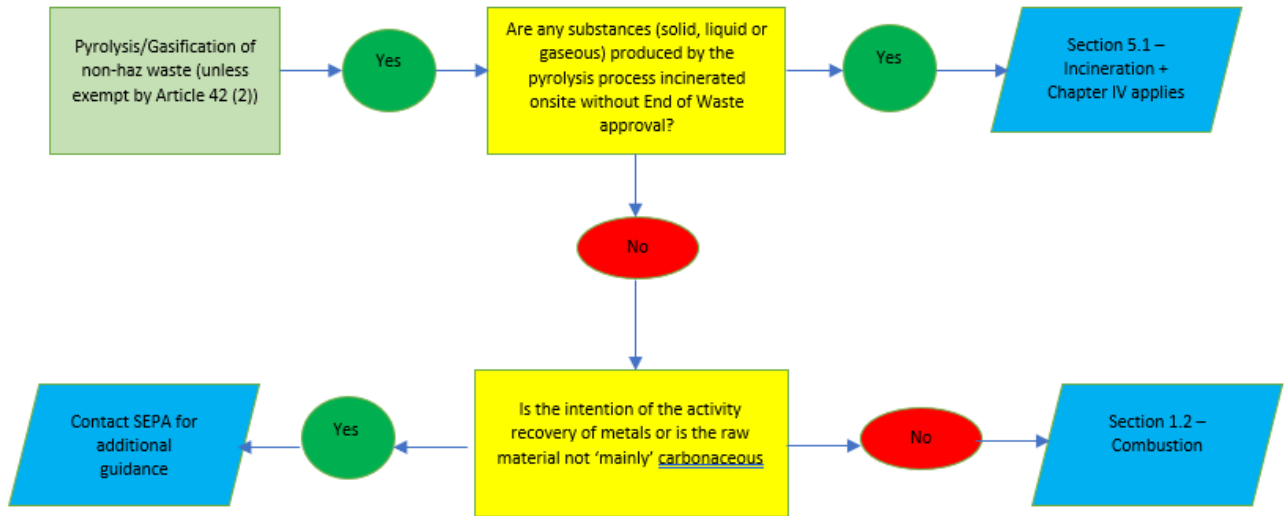 Pyrolysis/Gasification of
non-haz waste (unless
exempt by Article 42 (2))
Yes
Are any substances (solid, liquid or
gaseous) produced by the
pyrolysis process incinerated
onsite without End of Waste
approval?
Yes
Section 5.1 –
Incineration +
Chapter IV applies
No
Contact SEPA for
additional
guidance
Yes
Is the intention of the activity
recovery of metals or is the raw
material not ‘mainly’ carbonaceous
No
Section 1.2 –
Combustion